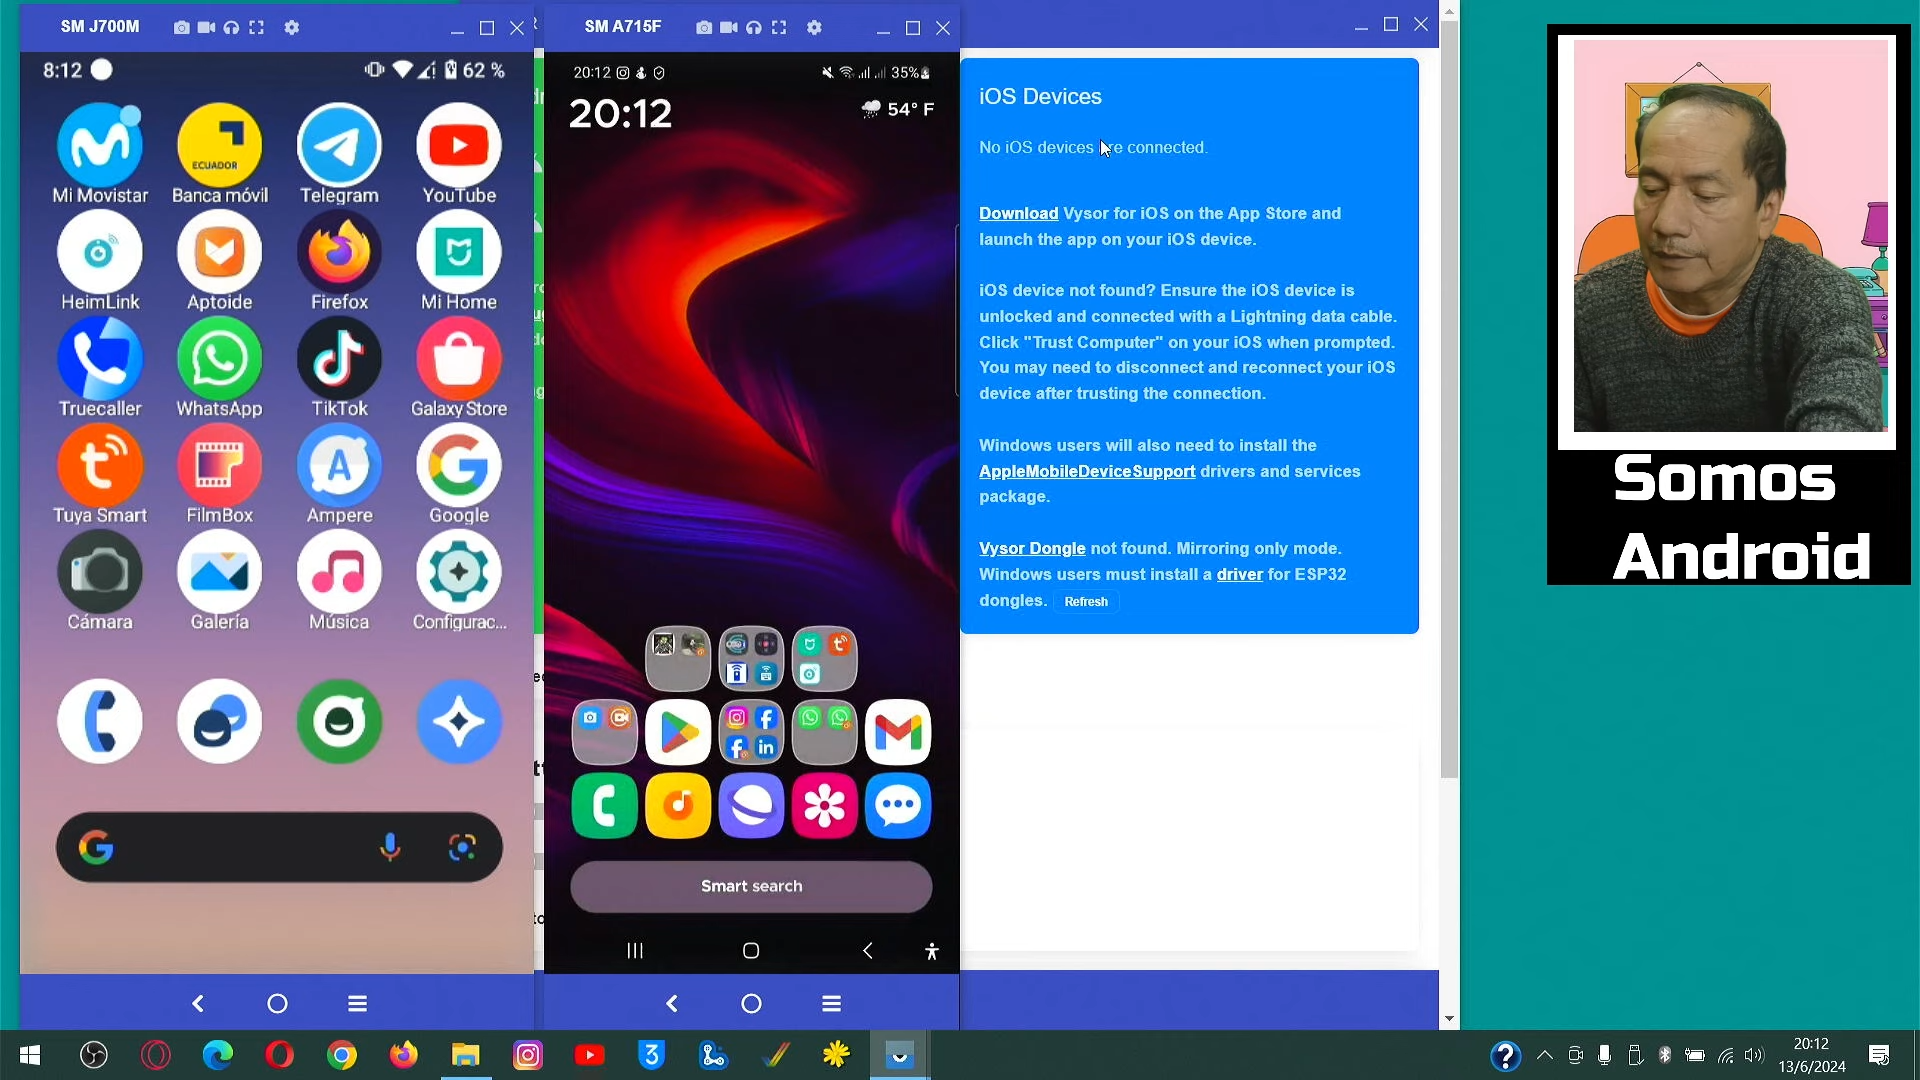 SM J700M
8:12
62 %
Mi Movistar
ECUADOR
Banca móvil
Telegram
YouTube
HeimLink
Aptoide
Firefox
Mi Home
Truecaller
WhatsApp
TikTok
Galaxy Store
Tuya Smart
FilmBox
A
Ampere
Google
Cámara
Galería
Música
Configurac...
SM A715F
20:12
35%
20:12
54° F
Smart search
iOS Devices
No iOS devices are connected.
Download Vysor for iOS on the App Store and
launch the app on your iOS device.
iOS device not found? Ensure the iOS device is
unlocked and connected with a Lightning data cable.
Click "Trust Computer" on your iOS when prompted.
You may need to disconnect and reconnect your iOS
device after trusting the connection.
Windows users will also need to install the
AppleMobileDeviceSupport drivers and services
package.
Vysor Dongle not found. Mirroring only mode.
Windows users must install a driver for ESP32
dongles. Refresh
Somos
Android
20:12
13/6/2024